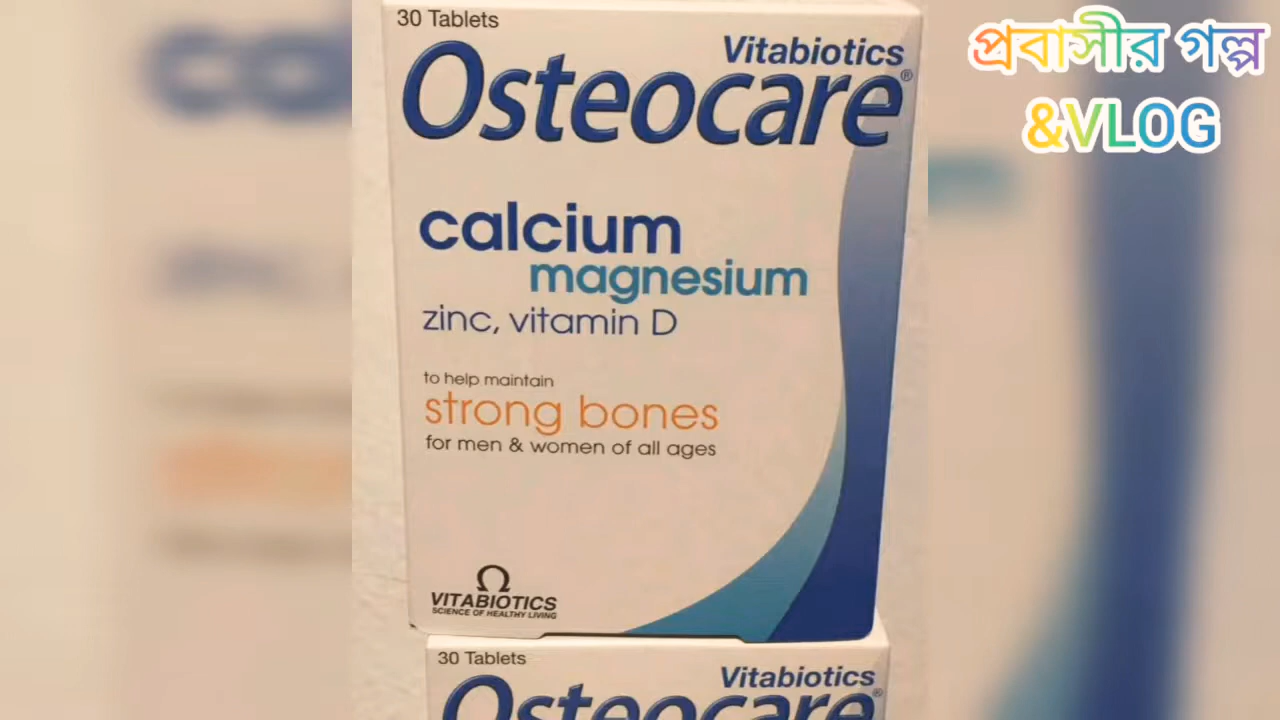 30 Tablets
Vitabiotics
Osteocare®
calcium
magnesium
zinc, vitamin D
to help maintain
strong bones
for men & women of all ages
VITABIOTICS
SCIENCE OF HEALTHY LIVING
30 Tablets
Vitabiotics
Osteocare®
প্রবাসীর গল্প
&VLOG